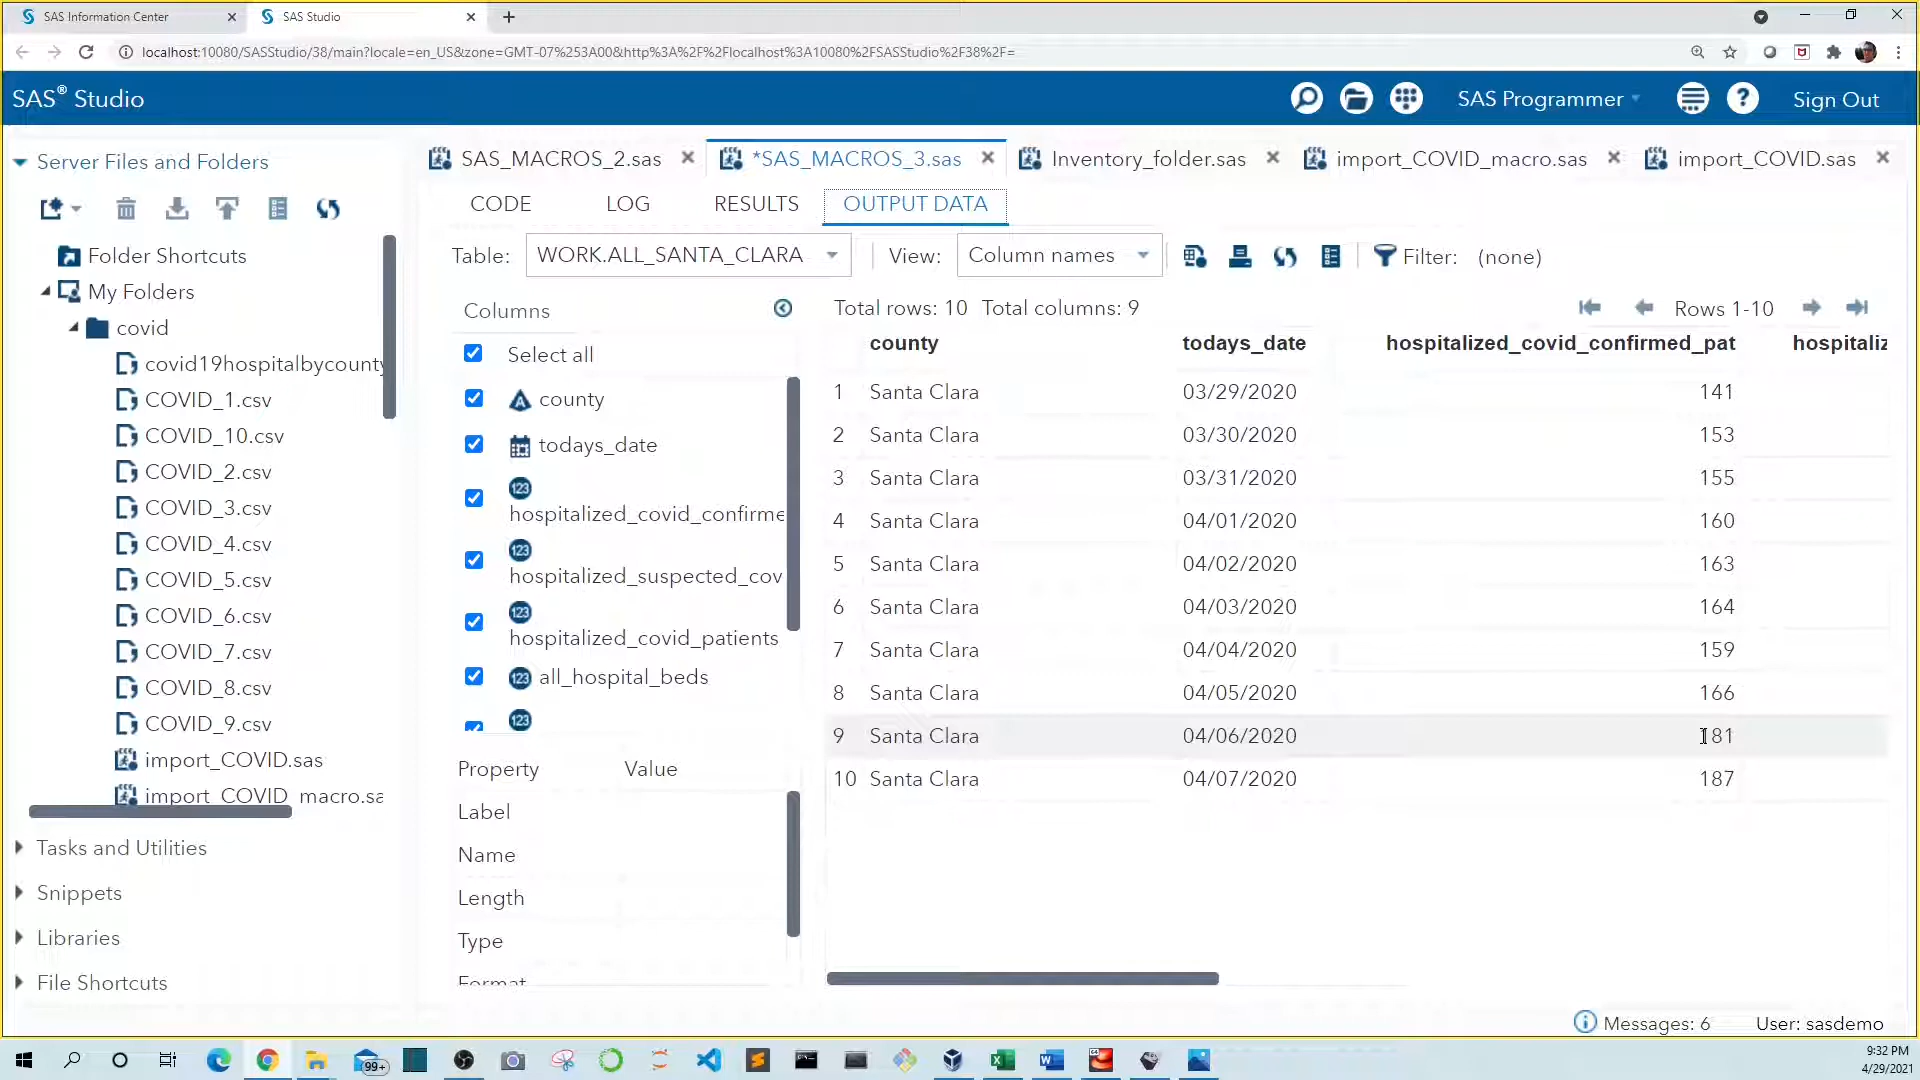 SAS Information Center
SAS Studio
localhost:10080/SASStudio/38/main?locale=en_US&zone=GMT-07%253A00&http%3A%2F%2Flocalhost%3A10080%2FSASStudio%2F38%2F=
SAS® Studio
SAS Programmer
Sign Out
Server Files and Folders
Folder Shortcuts
My Folders
covid
covid19hospitalbycounty
COVID_1.csv
COVID_10.csv
COVID_2.csv
COVID_3.csv
COVID_4.csv
COVID_5.csv
COVID_6.csv
COVID_7.csv
COVID_8.csv
COVID_9.csv
import_COVID.sas
import_COVID_macro.sa
Tasks and Utilities
Snippets
Libraries
File Shortcuts
SAS_MACROS_2.sas
*SAS_MACROS_3.sas
Inventory_folder.sas
import_COVID_macro.sas
import_COVID.sas
CODE LOG RESULTS OUTPUT DATA
Table: WORK.ALL_SANTA_CLARA View: Column names Filter: (none)
Columns
Select all
county
todays_date
123
hospitalized_covid_confirme
123
hospitalized_suspected_cov
123
hospitalized_covid_patients
123 all_hospital_beds
123
Property Value
Label
Name
Length
Type
Format
Total rows: 10 Total columns: 9 Rows 1-10
county todays_date hospitalized_covid_confirmed_pat hospitaliz
1 Santa Clara 03/29/2020 141
2 Santa Clara 03/30/2020 153
3 Santa Clara 03/31/2020 155
4 Santa Clara 04/01/2020 160
5 Santa Clara 04/02/2020 163
6 Santa Clara 04/03/2020 164
7 Santa Clara 04/04/2020 159
8 Santa Clara 04/05/2020 166
9 Santa Clara 04/06/2020 181
10 Santa Clara 04/07/2020 187
Messages: 6 User: sasdemo
99+
9:32 PM
4/29/2021